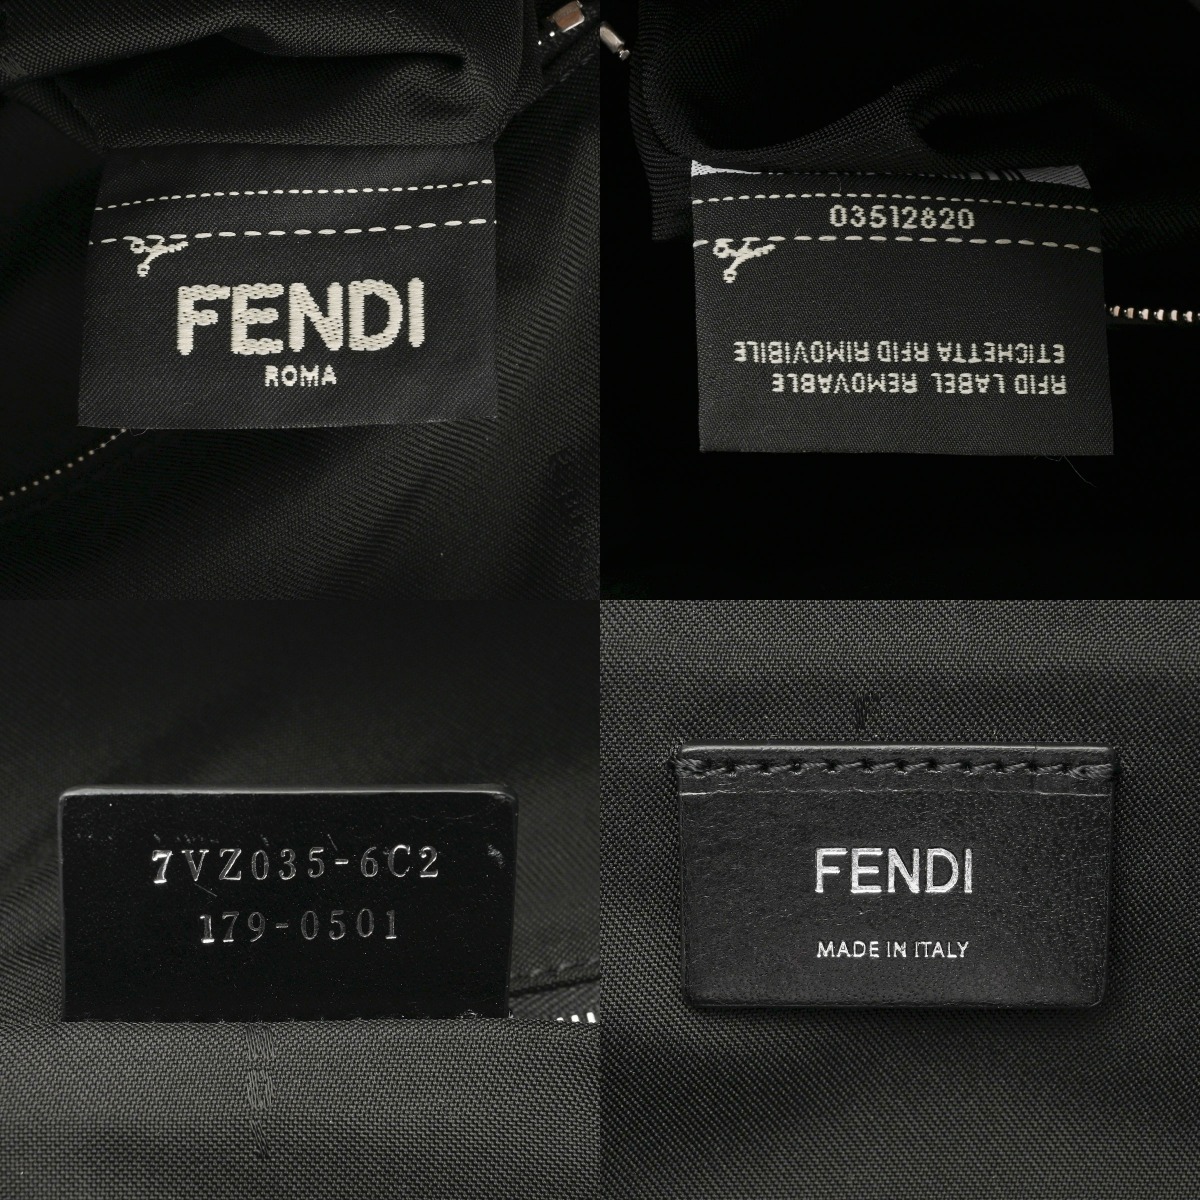 FENDI
ROMA
03512820
RFID LABEL REMOVABLE
ETICHETTA RFID RIMOVIBILE
7VZ035-6C2
179-0501
FENDI
MADE IN ITALY